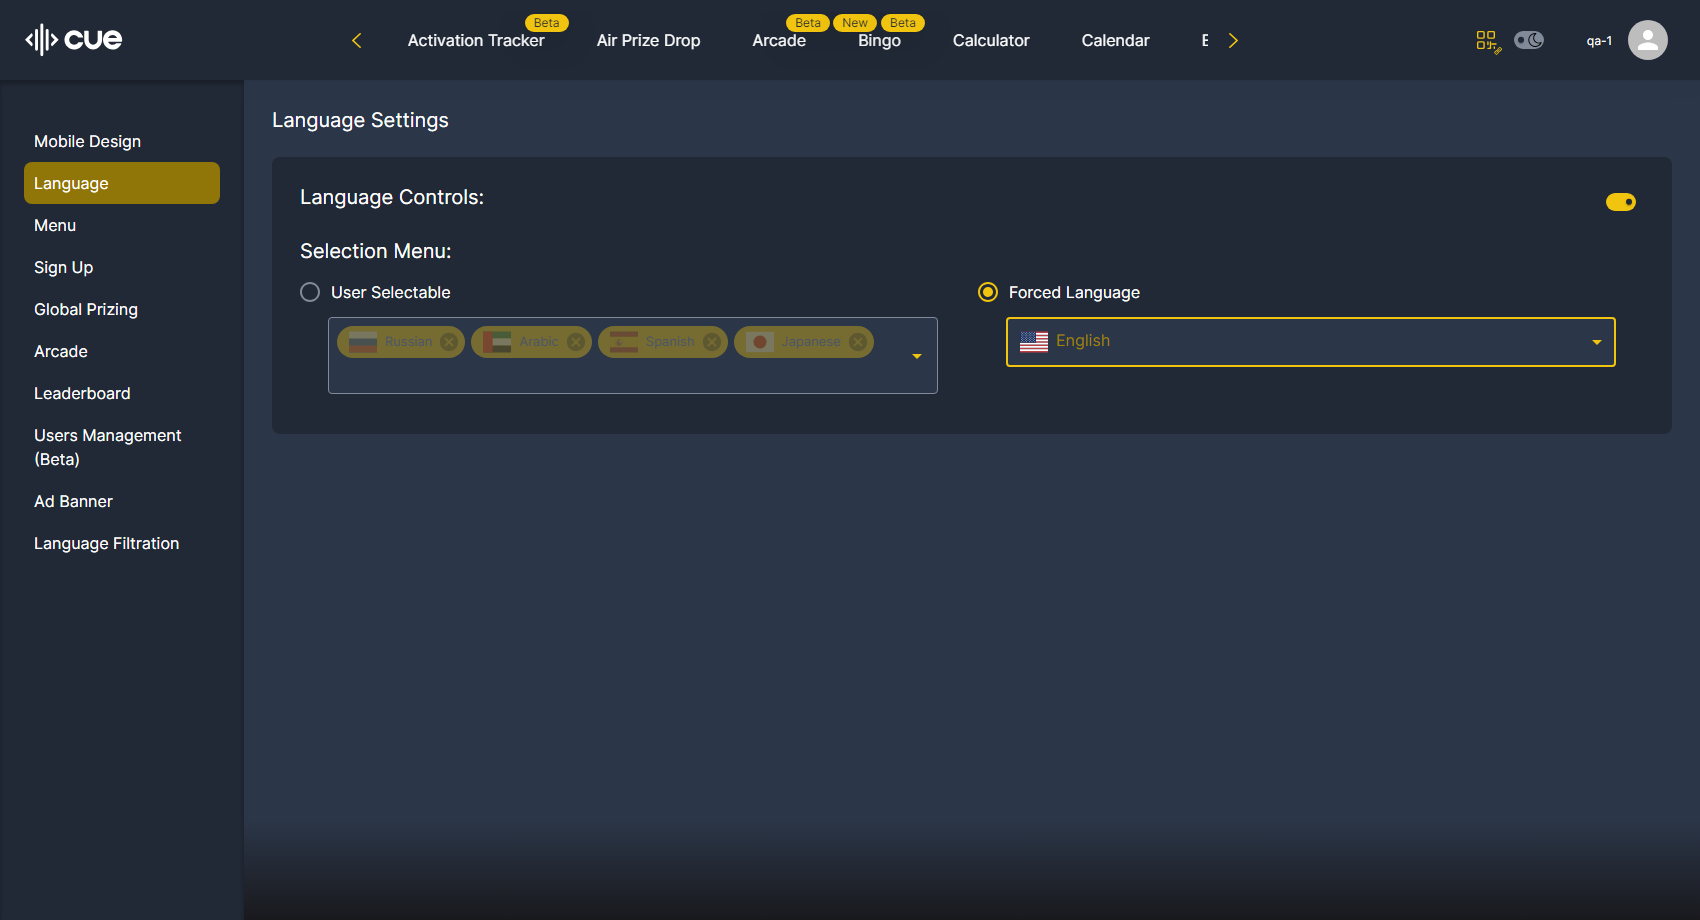 cue
Beta
Beta
New
Beta
Activation Tracker
Air Prize Drop
Arcade
Bingo
Calculator
Calendar
qa-1
Mobile Design
Language
Menu
Sign Up
Global Prizing
Arcade
Leaderboard
Users Management
(Beta)
Ad Banner
Language Filtration
Language Settings
Language Controls:
Selection Menu:
User Selectable
Russian
Arabic
Spanish
Japanese
Forced Language
English